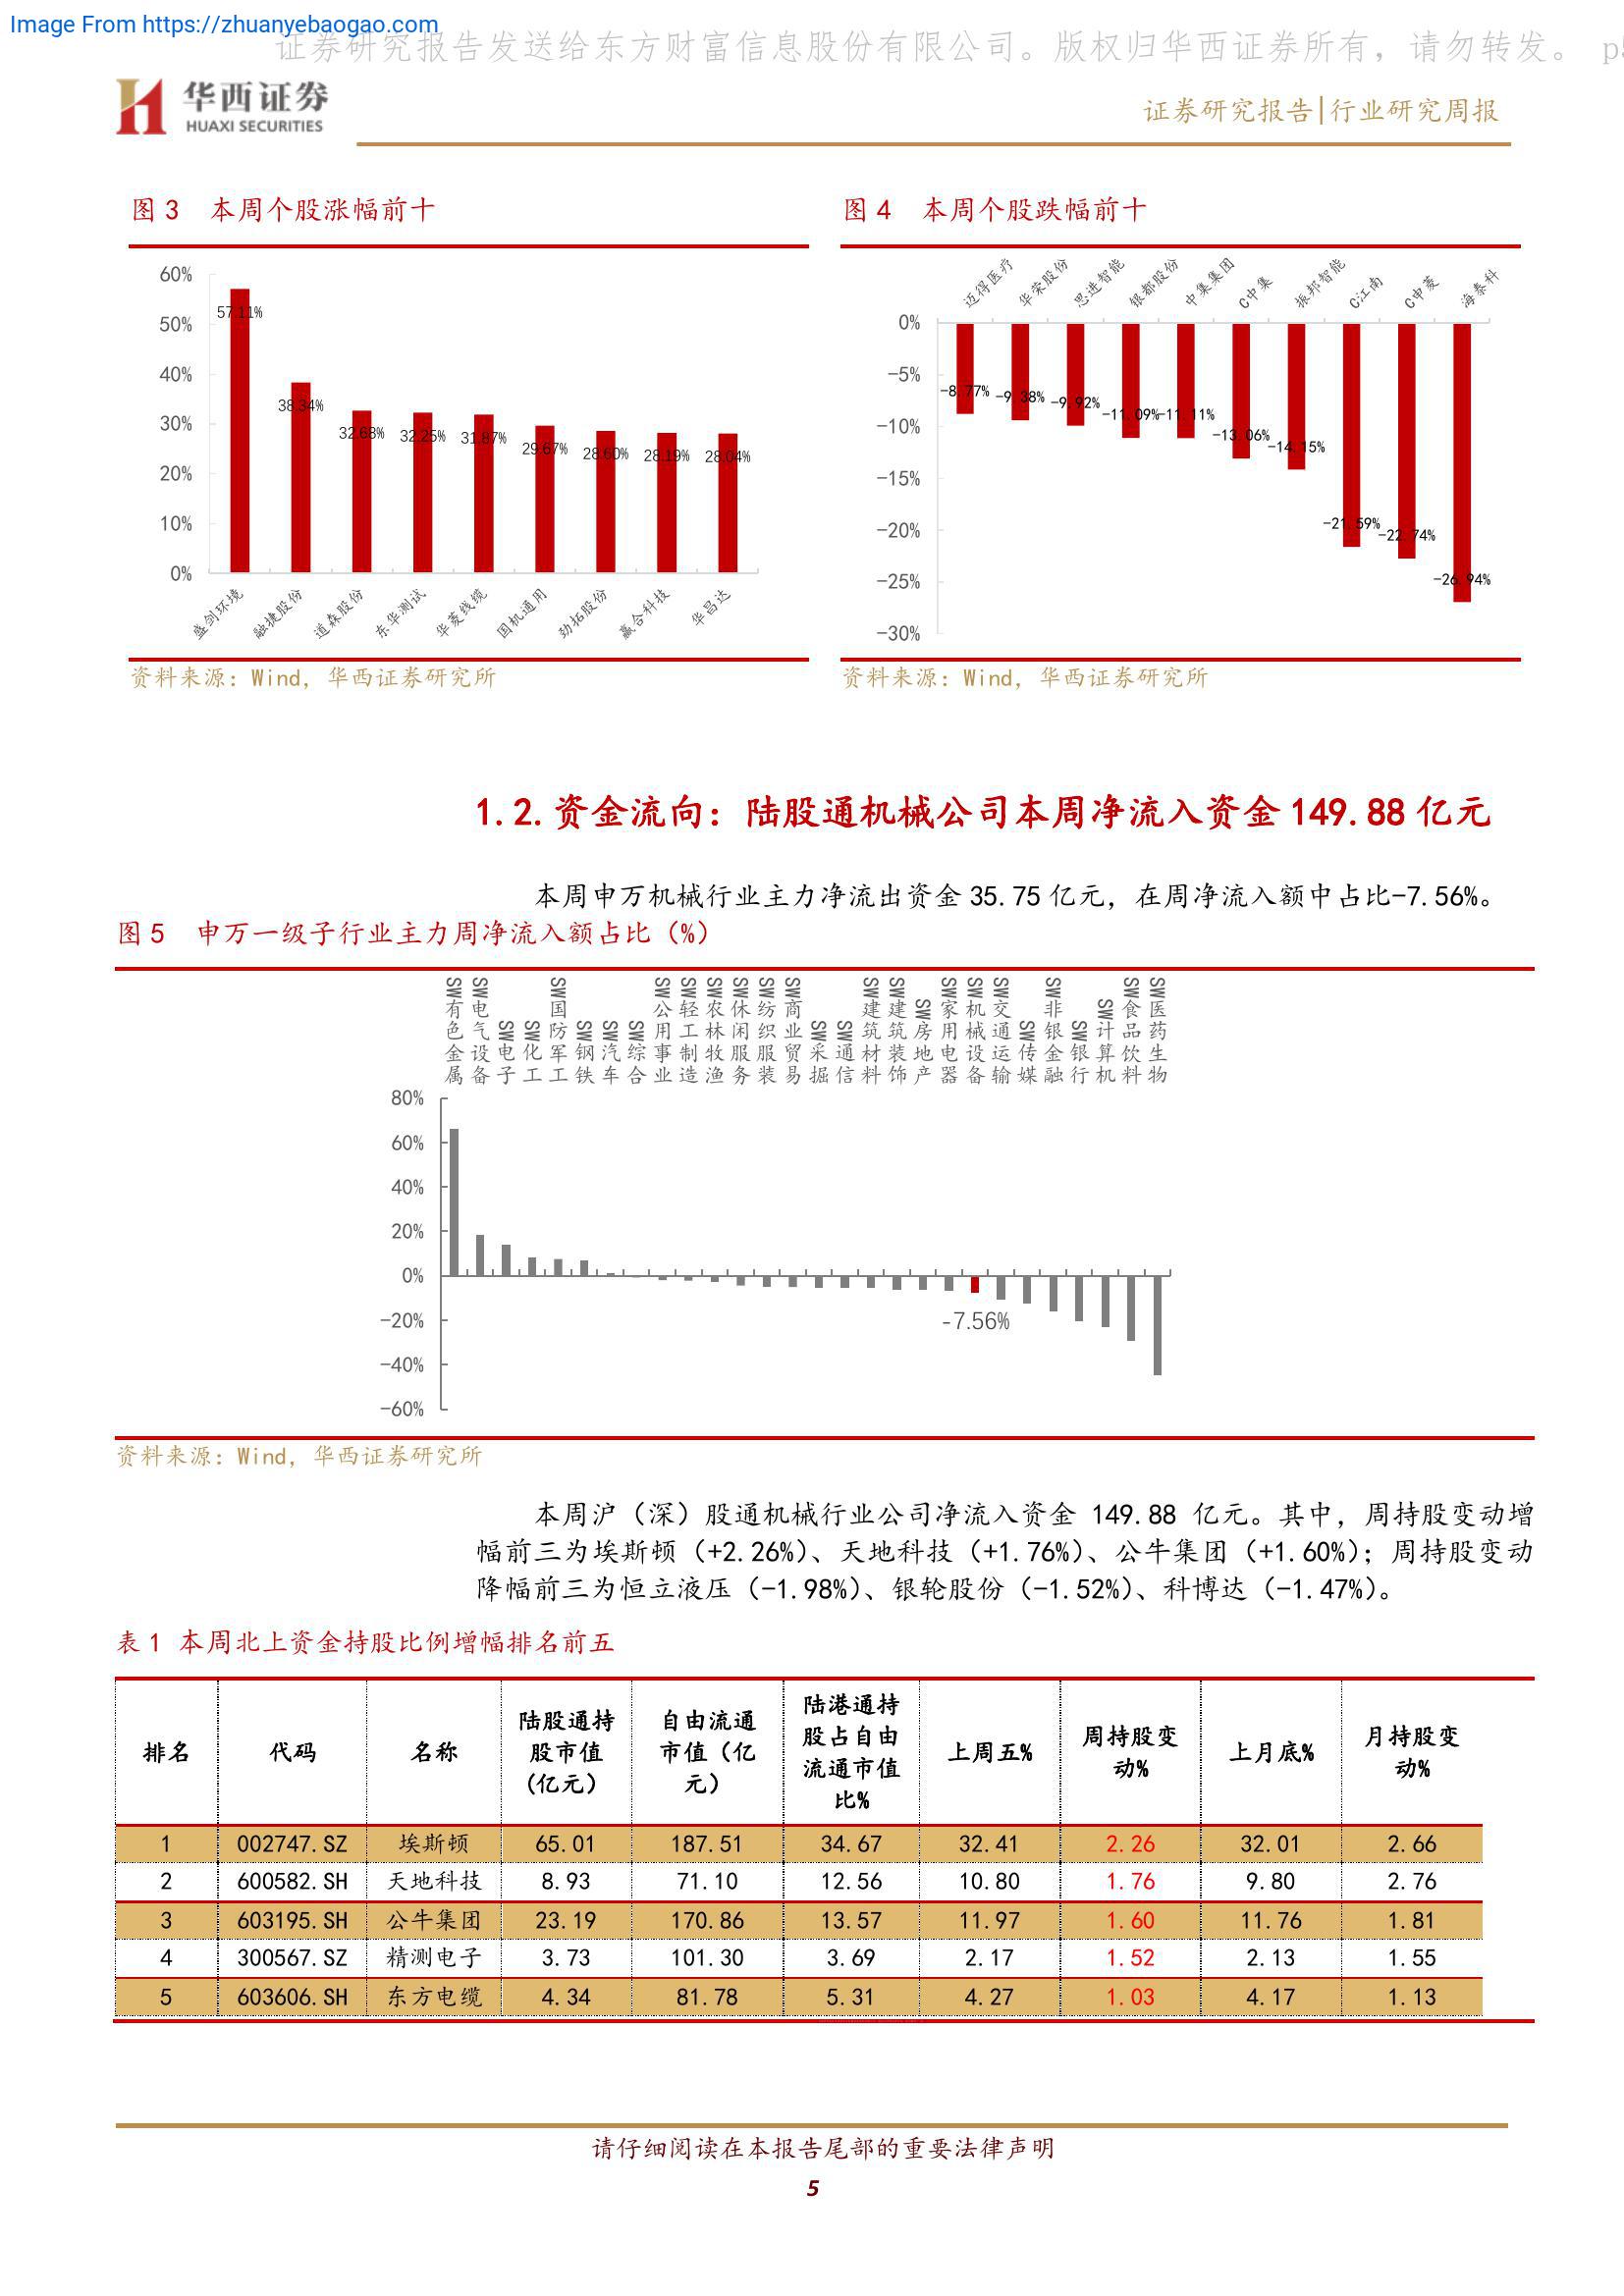 Image From https://zhuanyebaogao.com
证券研究报告发送给东方财富信息股份有限公司。版权归华西证券所有，请勿转发。 p5
华西证券
HUAXI SECURITIES
证券研究报告|行业研究周报
图 3 本周个股涨幅前十
60%
50%
40%
30%
20%
10%
0%
57.11%
38.34%
32.68%
32.25%
31.87%
29.67%
28.60%
28.19%
28.04%
盛剑环境
融捷股份
道森股份
东华测试
华菱线缆
国机通用
劲拓股份
赢合科技
华昌达
资料来源：Wind，华西证券研究所
图 4 本周个股跌幅前十
迈得医疗
华荣股份
思进智能
银都股份
中集集团
C中集
振邦智能
C江南
C申菱
海泰科
0%
-5%
-10%
-15%
-20%
-25%
-30%
-8.77%
-9.38%
-9.92%
-11.09%
-11.11%
-13.06%
-14.15%
-21.59%
-22.74%
-26.94%
资料来源：Wind，华西证券研究所
1.2.资金流向：陆股通机械公司本周净流入资金 149.88 亿元
本周申万机械行业主力净流出资金 35.75 亿元，在周净流入额中占比-7.56%。
图 5 申万一级子行业主力周净流入额占比（%）
SW有色金属
SW电气设备
SW电子
SW化工
SW国防军工
SW钢铁
SW汽车
SW综合
SW公用事业
SW轻工制造
SW农林牧渔
SW休闲服务
SW纺织服装
SW商业贸易
SW采掘
SW通信
SW建筑材料
SW建筑装饰
SW房地产
SW家用电器
SW机械设备
SW交通运输
SW传媒
SW非银金融
SW银行
SW计算机
SW食品饮料
SW医药生物
80%
60%
40%
20%
0%
-20%
-40%
-60%
-7.56%
资料来源：Wind，华西证券研究所
本周沪（深）股通机械行业公司净流入资金 149.88 亿元。其中，周持股变动增
幅前三为埃斯顿（+2.26%）、天地科技（+1.76%）、公牛集团（+1.60%）；周持股变动
降幅前三为恒立液压（-1.98%）、银轮股份（-1.52%）、科博达（-1.47%）。
表 1 本周北上资金持股比例增幅排名前五
排名 代码 名称 陆股通持股市值（亿元） 自由流通市值（亿元） 陆港通持股占自由流通市值比% 上周五% 周持股变动% 上月底% 月持股变动%
1 002747.SZ 埃斯顿 65.01 187.51 34.67 32.41 2.26 32.01 2.66
2 600582.SH 天地科技 8.93 71.10 12.56 10.80 1.76 9.80 2.76
3 603195.SH 公牛集团 23.19 170.86 13.57 11.97 1.60 11.76 1.81
4 300567.SZ 精测电子 3.73 101.30 3.69 2.17 1.52 2.13 1.55
5 603606.SH 东方电缆 4.34 81.78 5.31 4.27 1.03 4.17 1.13
请仔细阅读在本报告尾部的重要法律声明
5